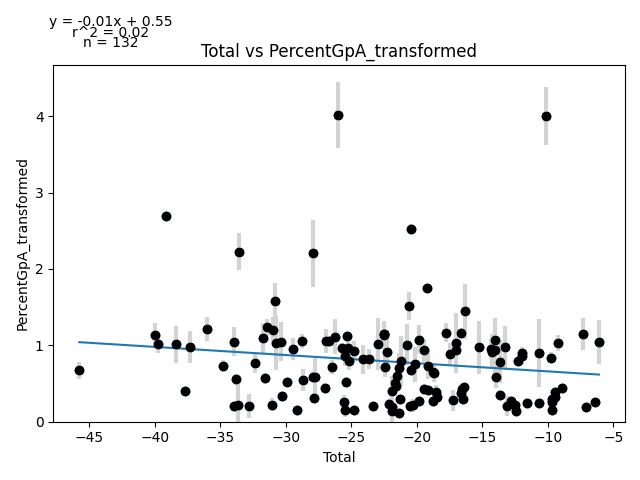 y = -0.01x + 0.55
r^2 = 0.02
n = 132
Total vs PercentGpA_transformed
PercentGpA_transformed
4
3
2
1
0
−45 −40 −35 −30 −25 −20 −15 −10 −5
Total